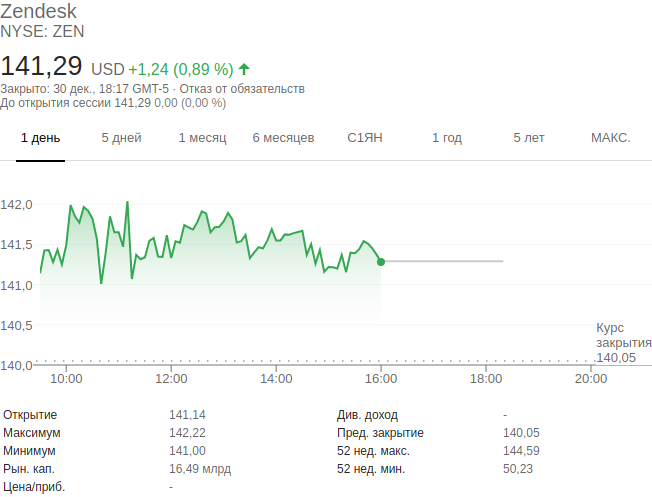 Zendesk
NYSE: ZEN
141,29 USD +1,24 (0,89 %)
Закрыто: 30 дек., 18:17 GMT-5 · Отказ от обязательств
До открытия сессии 141,29 0,00 (0,00 %)
1 день 5 дней 1 месяц 6 месяцев С1ЯН 1 год 5 лет МАКС.
142,0
141,5
141,0
140,5
Курс
закрытия
140,05
140,0
10:00 12:00 14:00 16:00 18:00 20:00
Открытие 141,14 Див. доход -
Максимум 142,22 Пред. закрытие 140,05
Минимум 141,00 52 нед. макс. 144,59
Рын. кап. 16,49 млрд 52 нед. мин. 50,23
Цена/приб. -